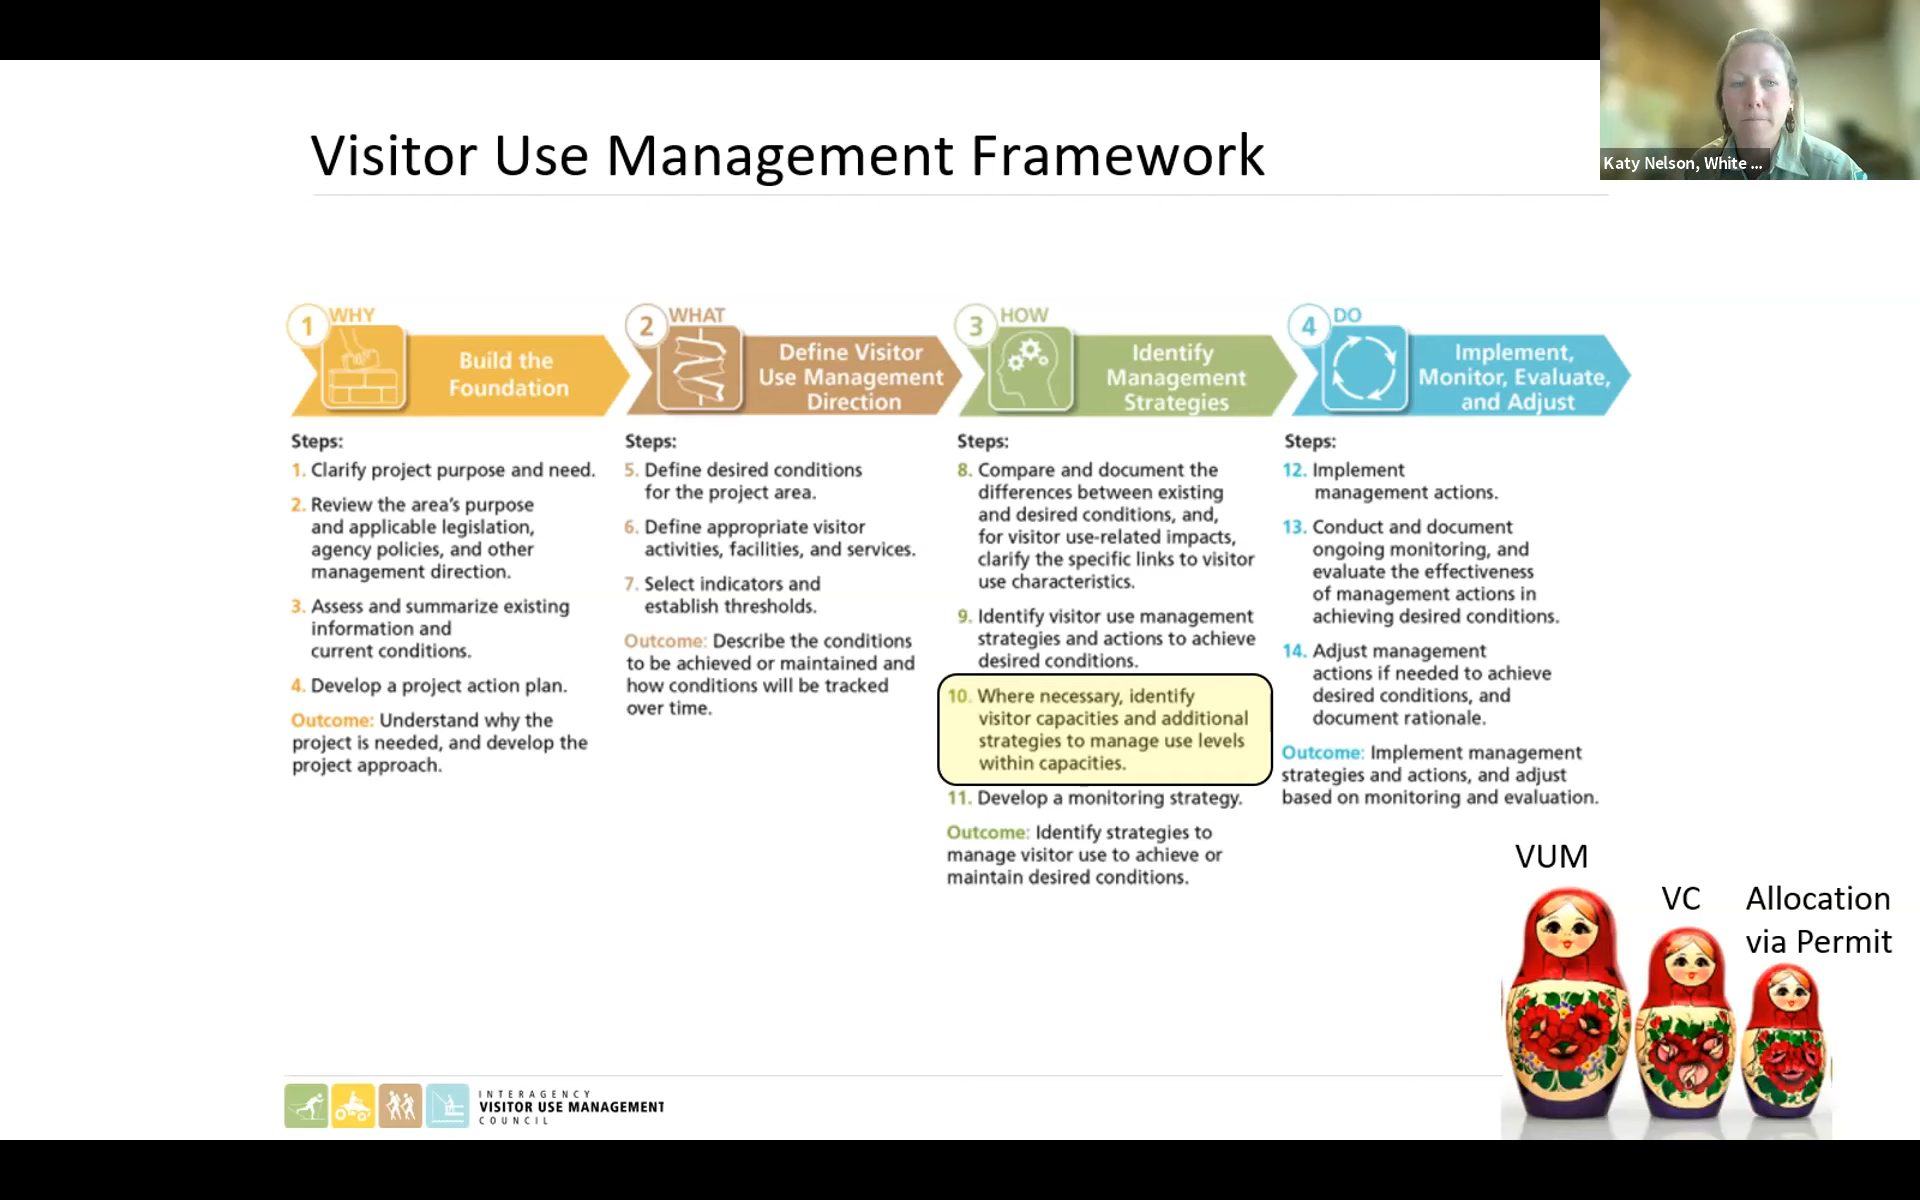 Katy Nelson, White ...
Visitor Use Management Framework
1 WHY
Build the
Foundation
Steps:
1. Clarify project purpose and need.
2. Review the area's purpose
and applicable legislation,
agency policies, and other
management direction.
3. Assess and summarize existing
information and
current conditions.
4. Develop a project action plan.
Outcome: Understand why the
project is needed, and develop the
project approach.
2 WHAT
Define Visitor
Use Management
Direction
Steps:
5. Define desired conditions
for the project area.
6. Define appropriate visitor
activities, facilities, and services.
7. Select indicators and
establish thresholds.
Outcome: Describe the conditions
to be achieved or maintained and
how conditions will be tracked
over time.
3 HOW
Identify
Management
Strategies
Steps:
8. Compare and document the
differences between existing
and desired conditions, and,
for visitor use-related impacts,
clarify the specific links to visitor
use characteristics.
9. Identify visitor use management
strategies and actions to achieve
desired conditions.
10. Where necessary, identify
visitor capacities and additional
strategies to manage use levels
within capacities.
11. Develop a monitoring strategy.
Outcome: Identify strategies to
manage visitor use to achieve or
maintain desired conditions.
4 DO
Implement,
Monitor, Evaluate,
and Adjust
Steps:
12. Implement
management actions.
13. Conduct and document
ongoing monitoring, and
evaluate the effectiveness
of management actions in
achieving desired conditions.
14. Adjust management
actions if needed to achieve
desired conditions, and
document rationale.
Outcome: Implement management
strategies and actions, and adjust
based on monitoring and evaluation.
VUM
VC
Allocation
via Permit
INTERAGENCY
VISITOR USE MANAGEMENT
COUNCIL